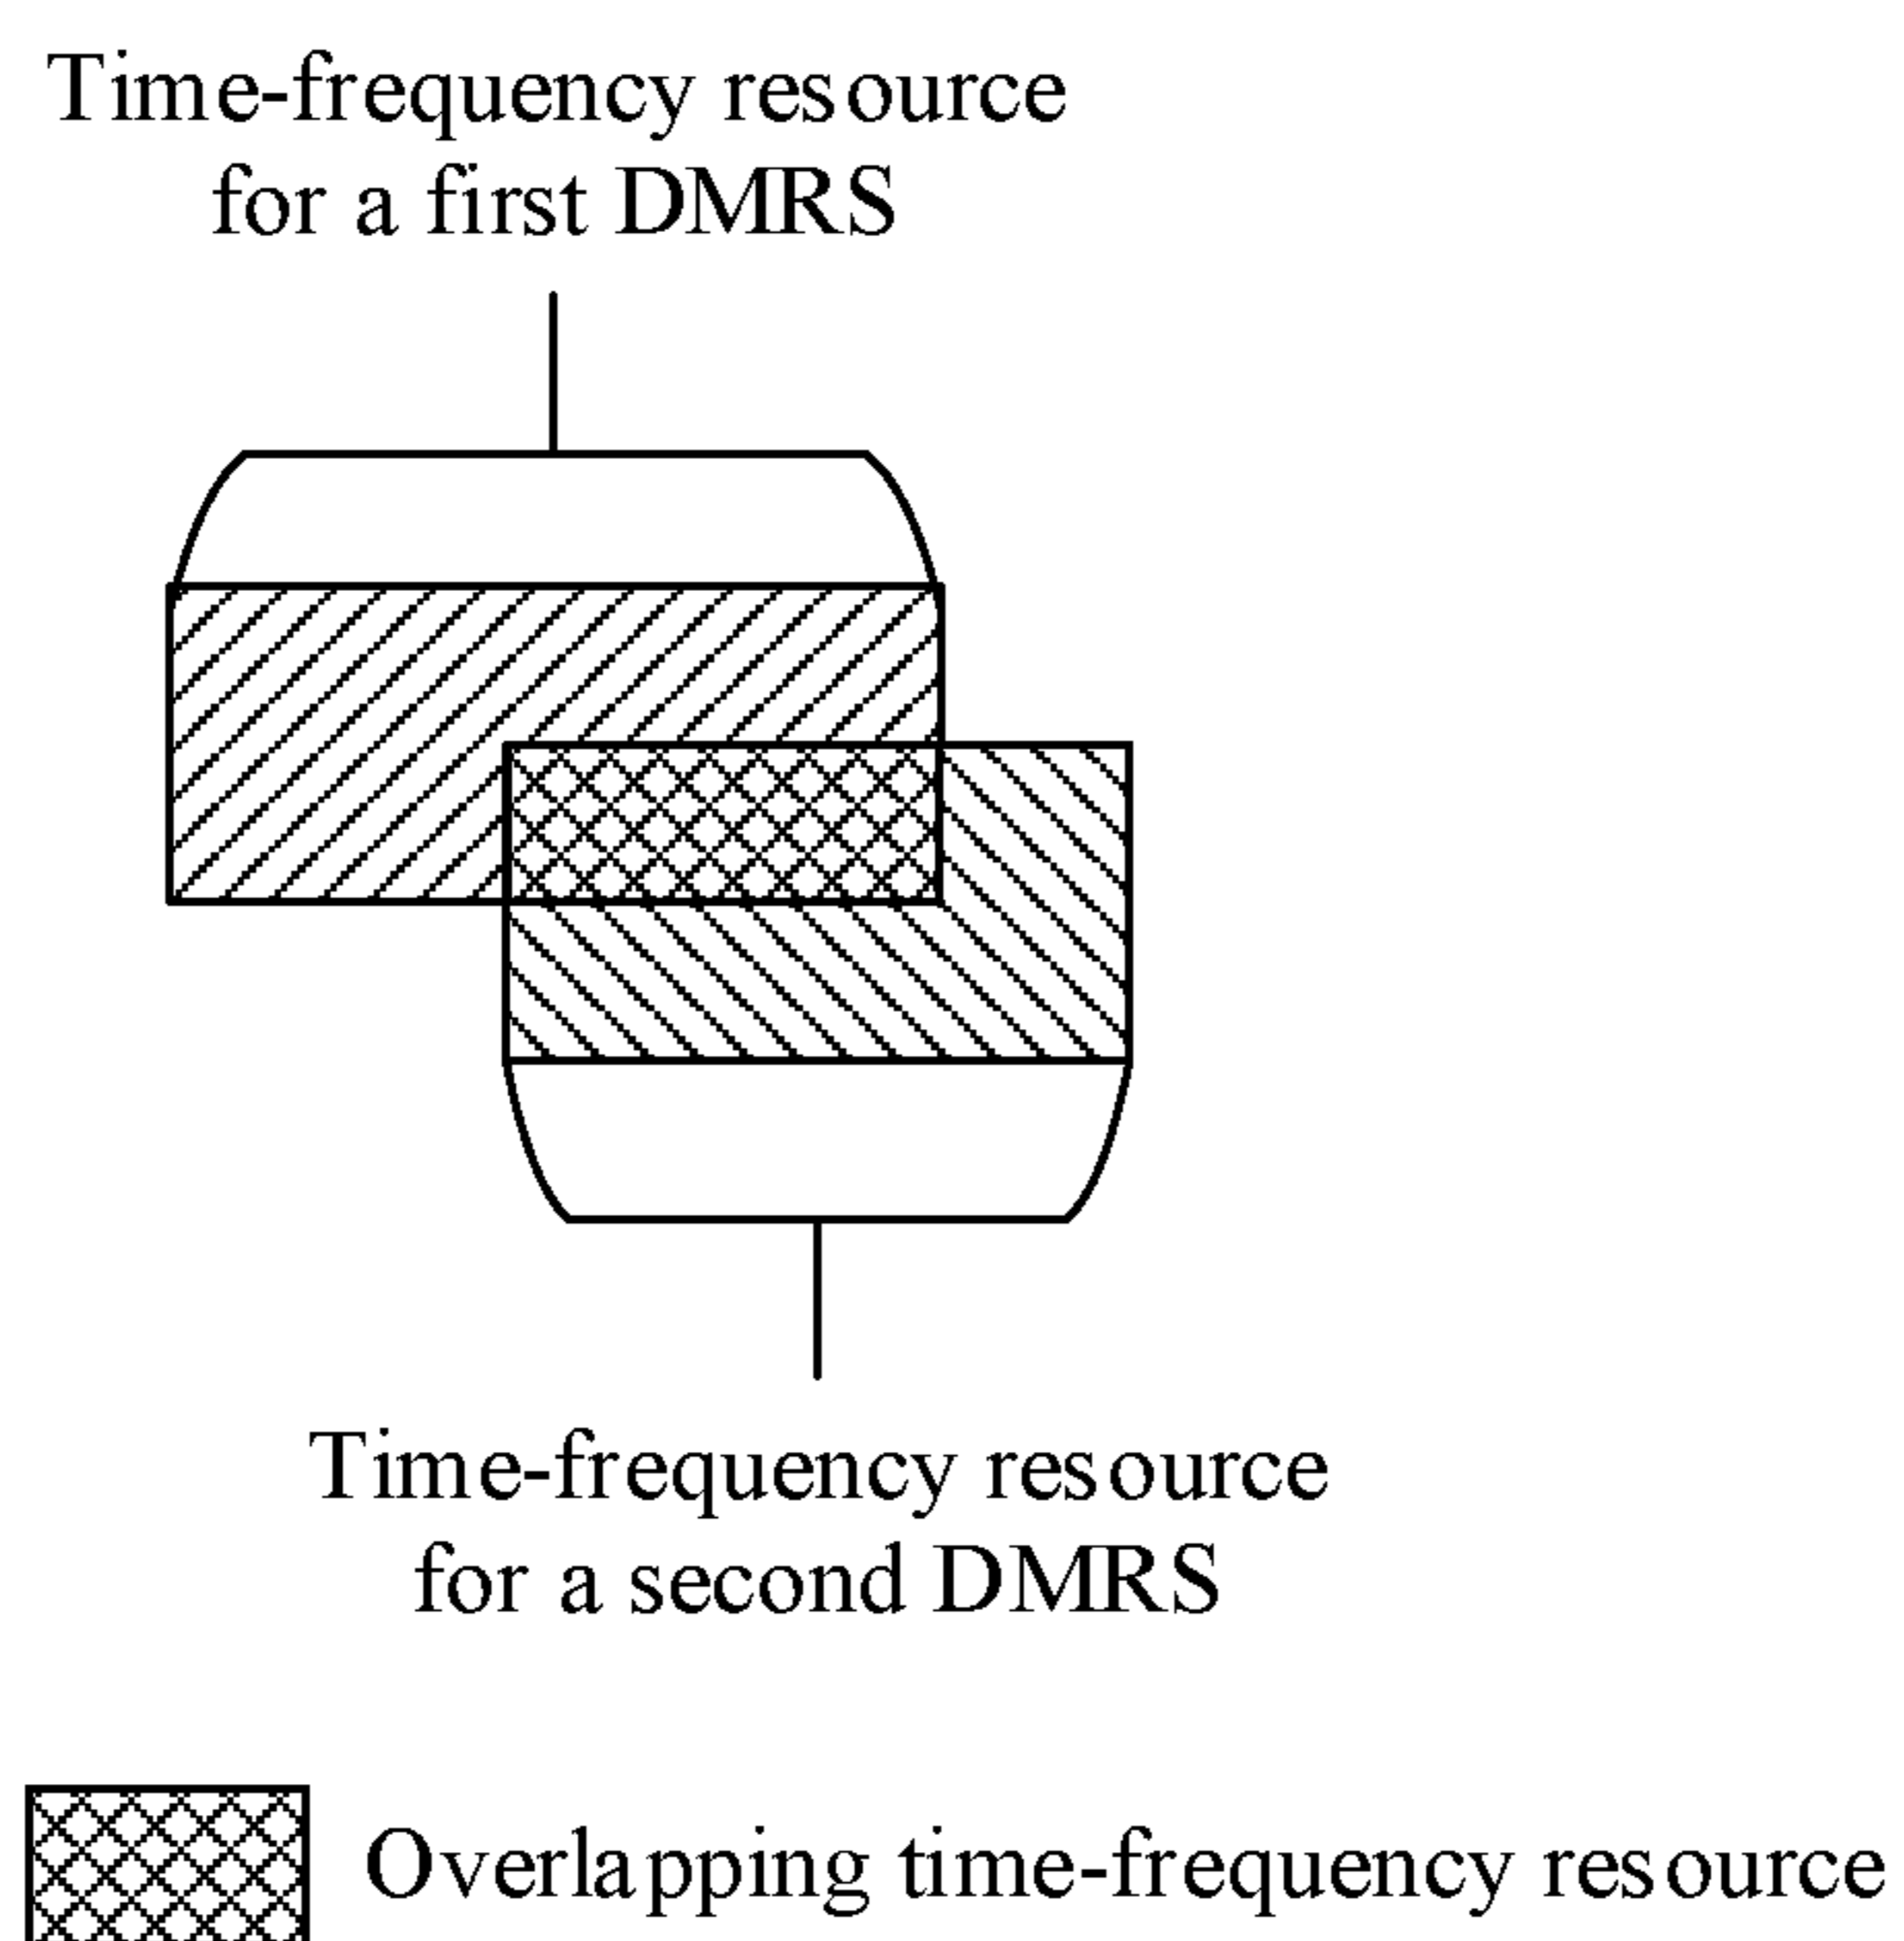 Time-frequency resource
for a first DMRS
Time-frequency resource
for a second DMRS
Overlapping time-frequency resource